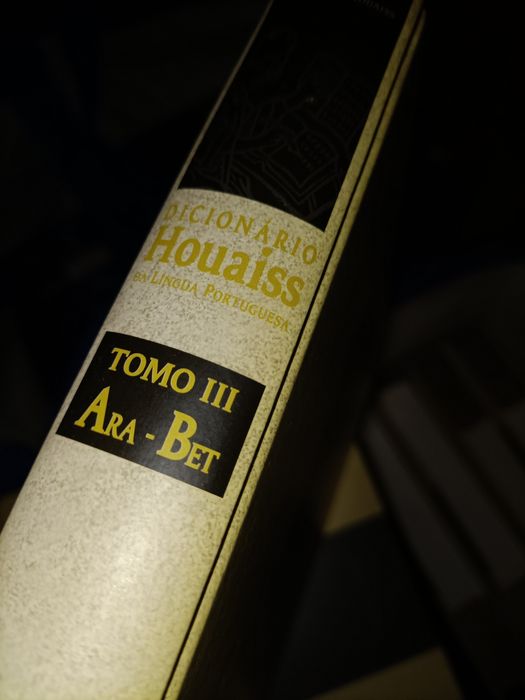 DICIONÁRIO
Houaiss
DA LÍNGUA PORTUGUESA
TOMO III
ARA - BET